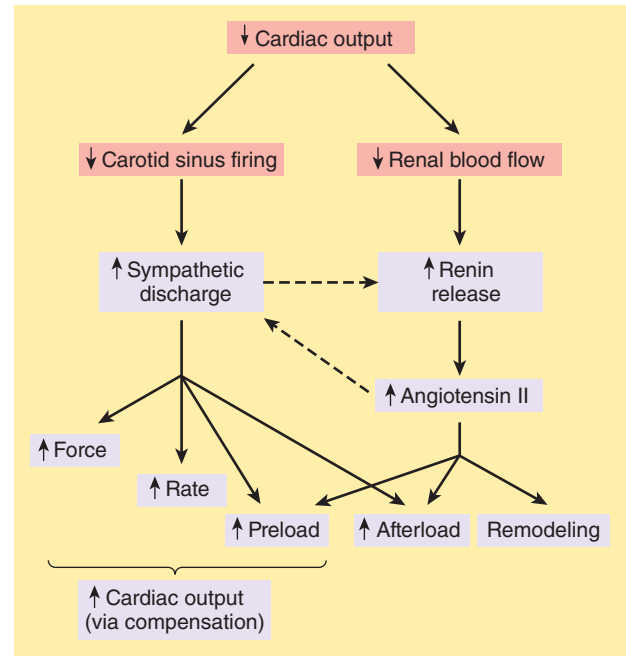 ↓ Cardiac output
↓ Carotid sinus firing
↓ Renal blood flow
↑ Sympathetic
discharge
↑ Renin
release
↑ Angiotensin II
↑ Force
↑ Rate
↑ Preload
↑ Afterload
Remodeling
↑ Cardiac output
(via compensation)